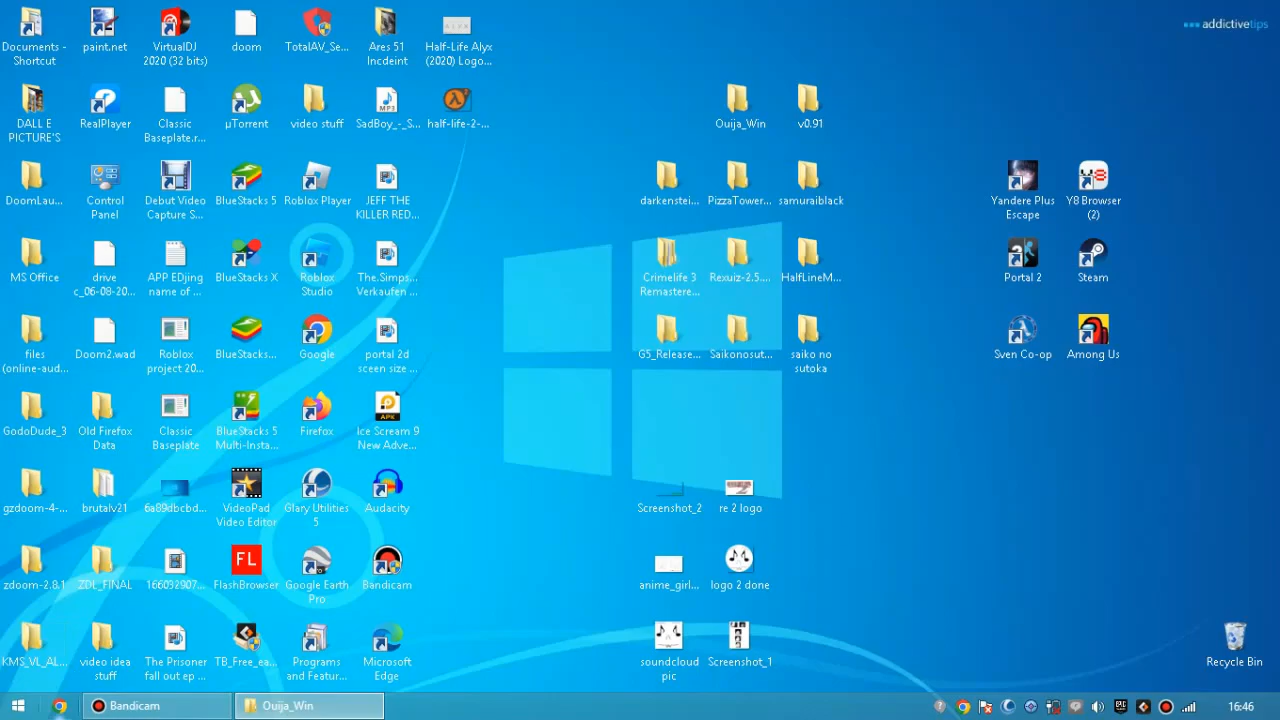 addictivetips
Documents -
Shortcut
paint.net
VirtualDJ
2020 (32 bits)
doom
TotalAV_Se...
Ares 51
Incdeint
Half-Life Alyx
(2020) Logo...
DALL E
PICTURE'S
RealPlayer
Classic
Baseplate.r...
µTorrent
video stuff
MP3
SadBoy_-_S...
half-life-2-...
Ouija_Win
v0.91
DoomLau...
Control
Panel
Debut Video
Capture S...
BlueStacks 5
Roblox Player
JEFF THE
KILLER RED...
darkenstei...
PizzaTower...
samuraiblack
Yandere Plus
Escape
Y8 Browser
(2)
MS Office
drive
c_06-08-20...
APP EDjing
name of ...
BlueStacks X
Roblox
Studio
The.Simps...
Verkaufen ...
Crimelife 3
Remastere...
Rexuiz-2.5....
HalfLineM...
Portal 2
Steam
files
(online-aud...
Doom2.wad
Roblox
project 20...
BlueStacks...
Google
portal 2d
sceen size ...
G5_Release...
Saikonosut...
saiko no
sutoka
Sven Co-op
Among Us
GodoDude_3
Old Firefox
Data
Classic
Baseplate
BlueStacks 5
Multi-Insta...
Firefox
APK
Ice Scream 9
New Adve...
gzdoom-4-...
brutalv21
6a89dbcbd...
VideoPad
Video Editor
Glary Utilities
5
Audacity
Screenshot_2
re 2 logo
zdoom-2.8.1
ZDL_FINAL
166032907...
FL
FlashBrowser
Google Earth
Pro
Bandicam
anime_girl...
logo 2 done
KMS_VL_AL...
video idea
stuff
The Prisoner
fall out ep ...
TB_Free_ea...
Programs
and Featur...
Microsoft
Edge
soundcloud
pic
Screenshot_1
Recycle Bin
Bandicam
Ouija_Win
16:46